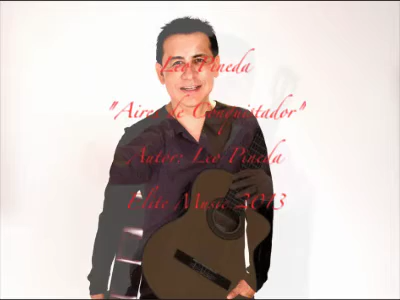 Leo Pineda
"Aires de Conquistador"
Autor: Leo Pineda
Elite Music 2013